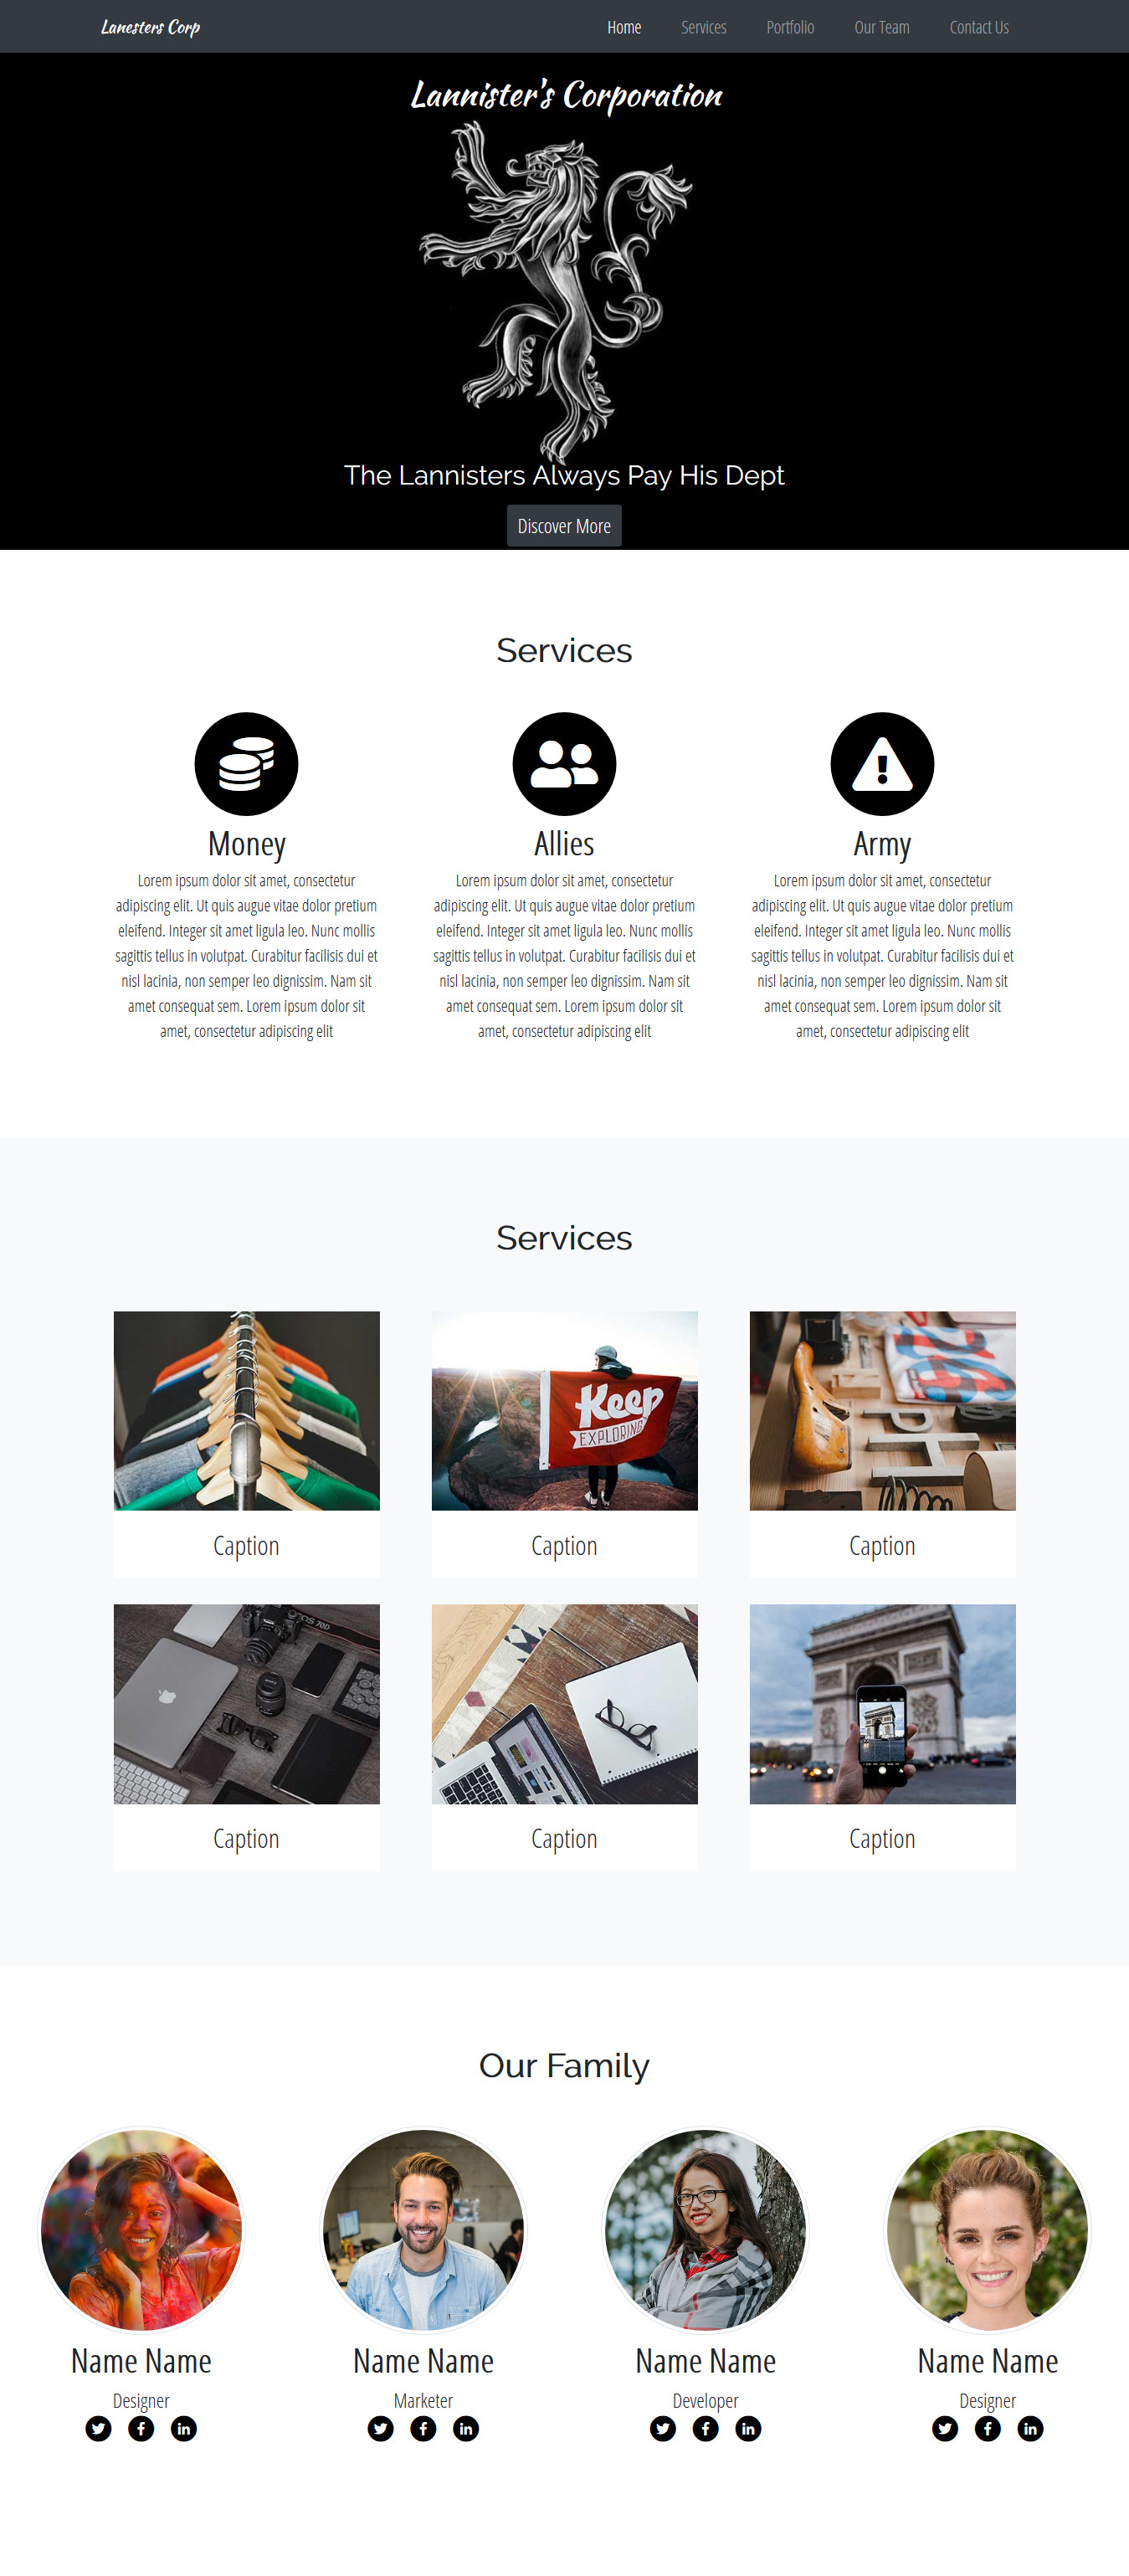 Lanesters Corp
Home
Services
Portfolio
Our Team
Contact Us
Lannister's Corporation
The Lannisters Always Pay His Dept
Discover More
Services
Money
Allies
Army
Lorem ipsum dolor sit amet, consectetur
adipiscing elit. Ut quis augue vitae dolor pretium
eleifend. Integer sit amet ligula leo. Nunc mollis
sagittis tellus in volutpat. Curabitur facilisis dui et
nisl lacinia, non semper leo dignissim. Nam sit
amet consequat sem. Lorem ipsum dolor sit
amet, consectetur adipiscing elit
Lorem ipsum dolor sit amet, consectetur
adipiscing elit. Ut quis augue vitae dolor pretium
eleifend. Integer sit amet ligula leo. Nunc mollis
sagittis tellus in volutpat. Curabitur facilisis dui et
nisl lacinia, non semper leo dignissim. Nam sit
amet consequat sem. Lorem ipsum dolor sit
amet, consectetur adipiscing elit
Lorem ipsum dolor sit amet, consectetur
adipiscing elit. Ut quis augue vitae dolor pretium
eleifend. Integer sit amet ligula leo. Nunc mollis
sagittis tellus in volutpat. Curabitur facilisis dui et
nisl lacinia, non semper leo dignissim. Nam sit
amet consequat sem. Lorem ipsum dolor sit
amet, consectetur adipiscing elit
Services
Keep
EXPLORING
Caption
Caption
Caption
EOS 70D
Caption
Caption
Caption
Our Family
Name Name
Name Name
Name Name
Name Name
Designer
Marketer
Developer
Designer
f
in
f
in
f
in
f
in